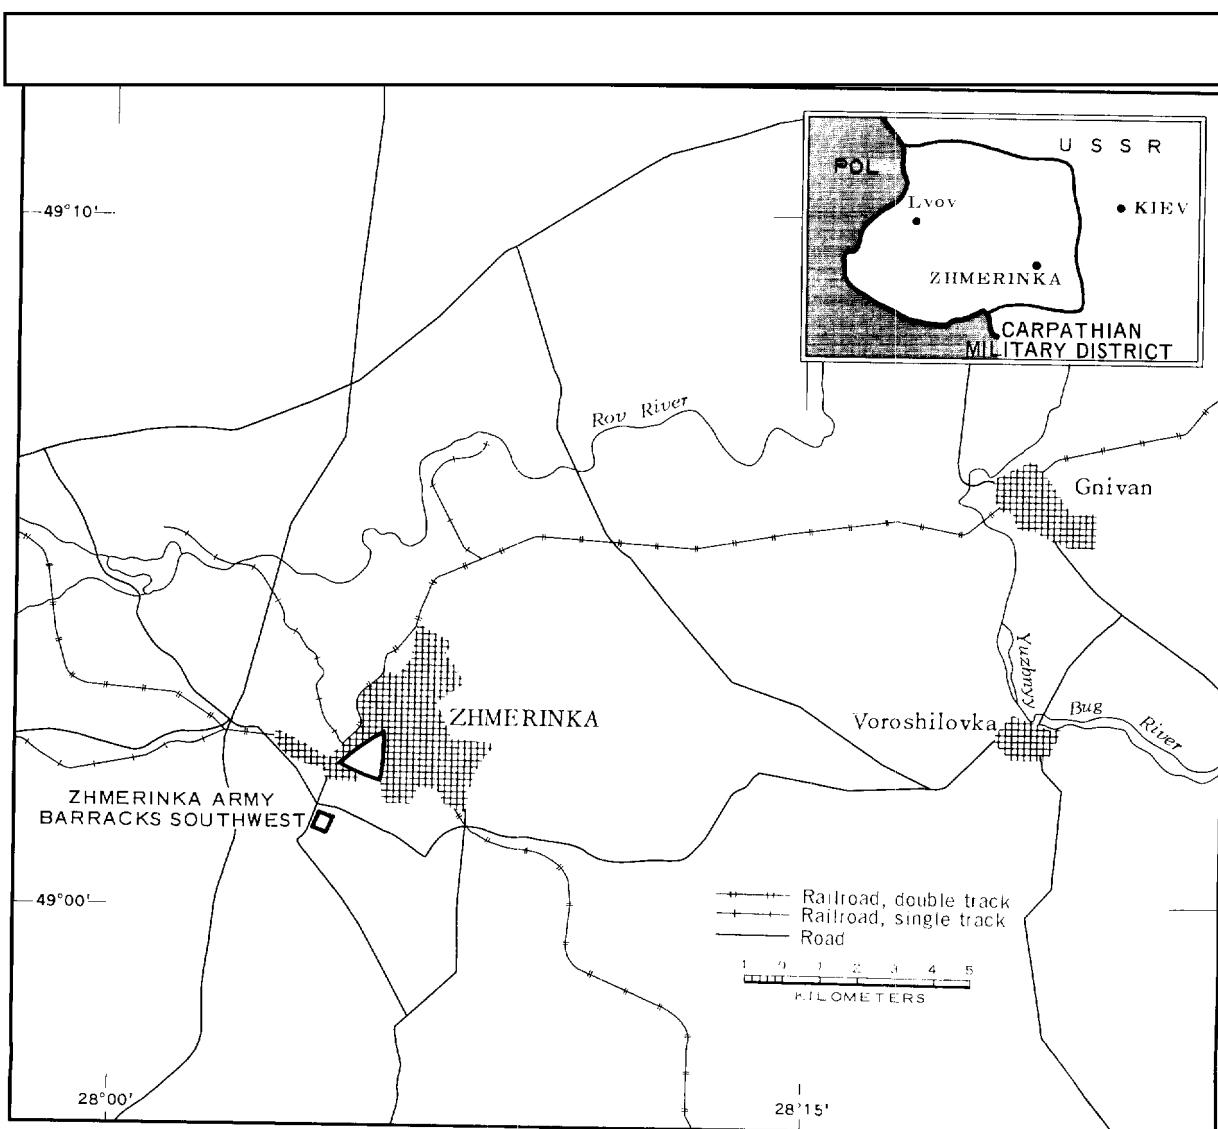 U S S R
POL
Lvov
KIEV
ZHMERINKA
CARPATHIAN
MILITARY DISTRICT
49°10'
Rov River
Gnivan
Yuzbnyy
Bug
River
ZHMERINKA
Voroshilovka
ZHMERINKA ARMY
BARRACKS SOUTHWEST
49°00'
Railroad, double track
Railroad, single track
Road
1 0 1 2 3 4 5
KILOMETERS
28°00'
28°15'